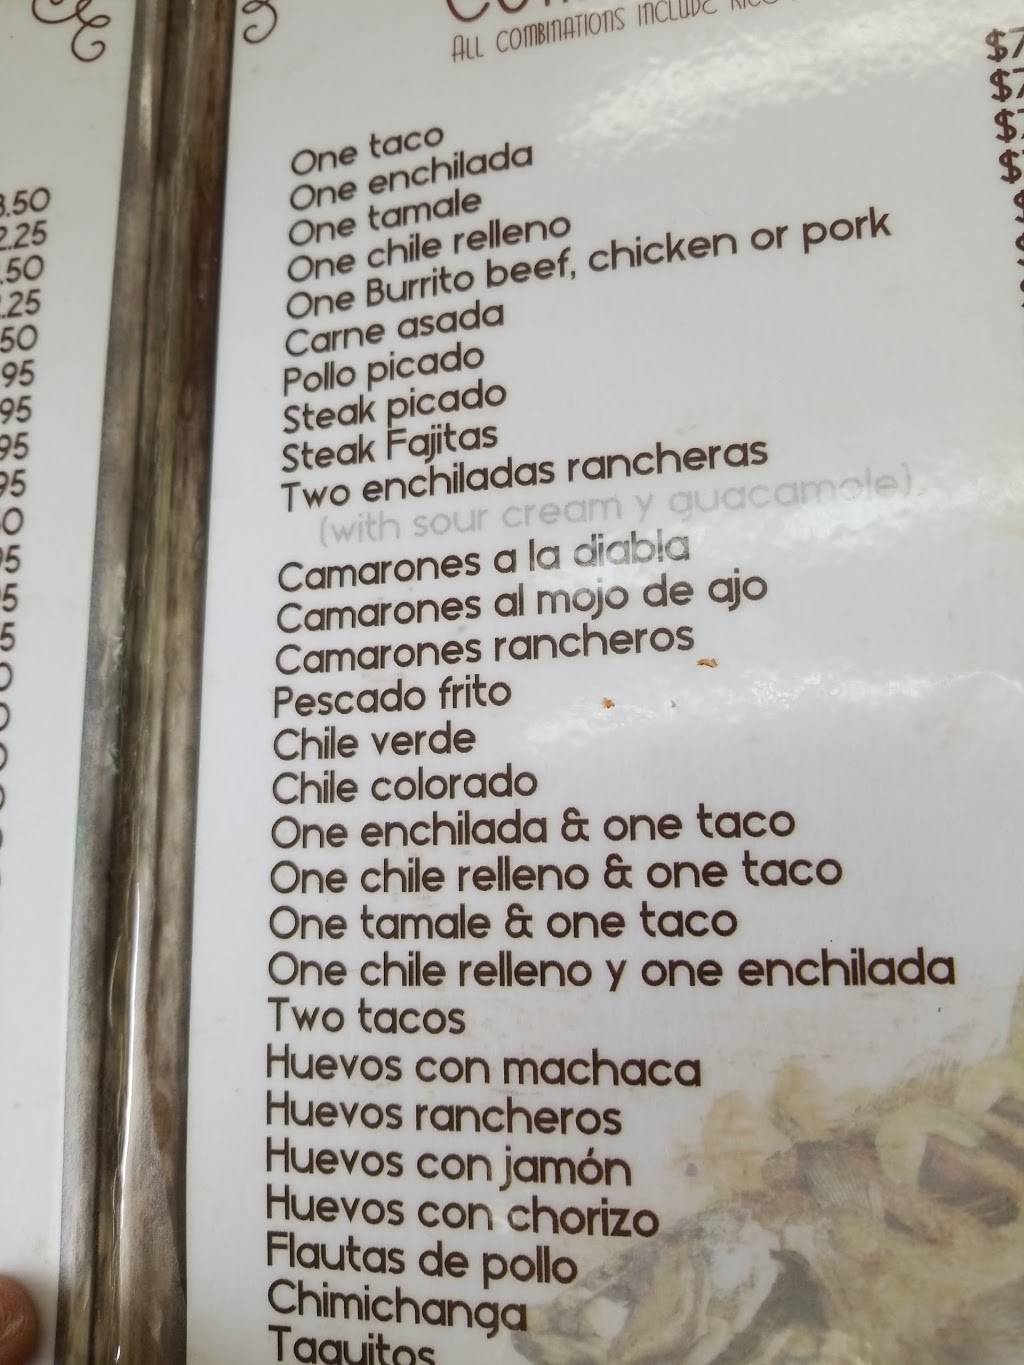 ALL COMBINATIONS INCLUDE
One taco
One enchilada
One tamale
One chile relleno
One Burrito beef, chicken or pork
Carne asada
Pollo picado
Steak picado
Steak Fajitas
Two enchiladas rancheras
(with sour cream y guacamole)
Camarones a la diabla
Camarones al mojo de ajo
Camarones rancheros
Pescado frito
Chile verde
Chile colorado
One enchilada & one taco
One chile relleno & one taco
One tamale & one taco
One chile relleno y one enchilada
Two tacos
Huevos con machaca
Huevos rancheros
Huevos con jamón
Huevos con chorizo
Flautas de pollo
Chimichanga
Taquitos